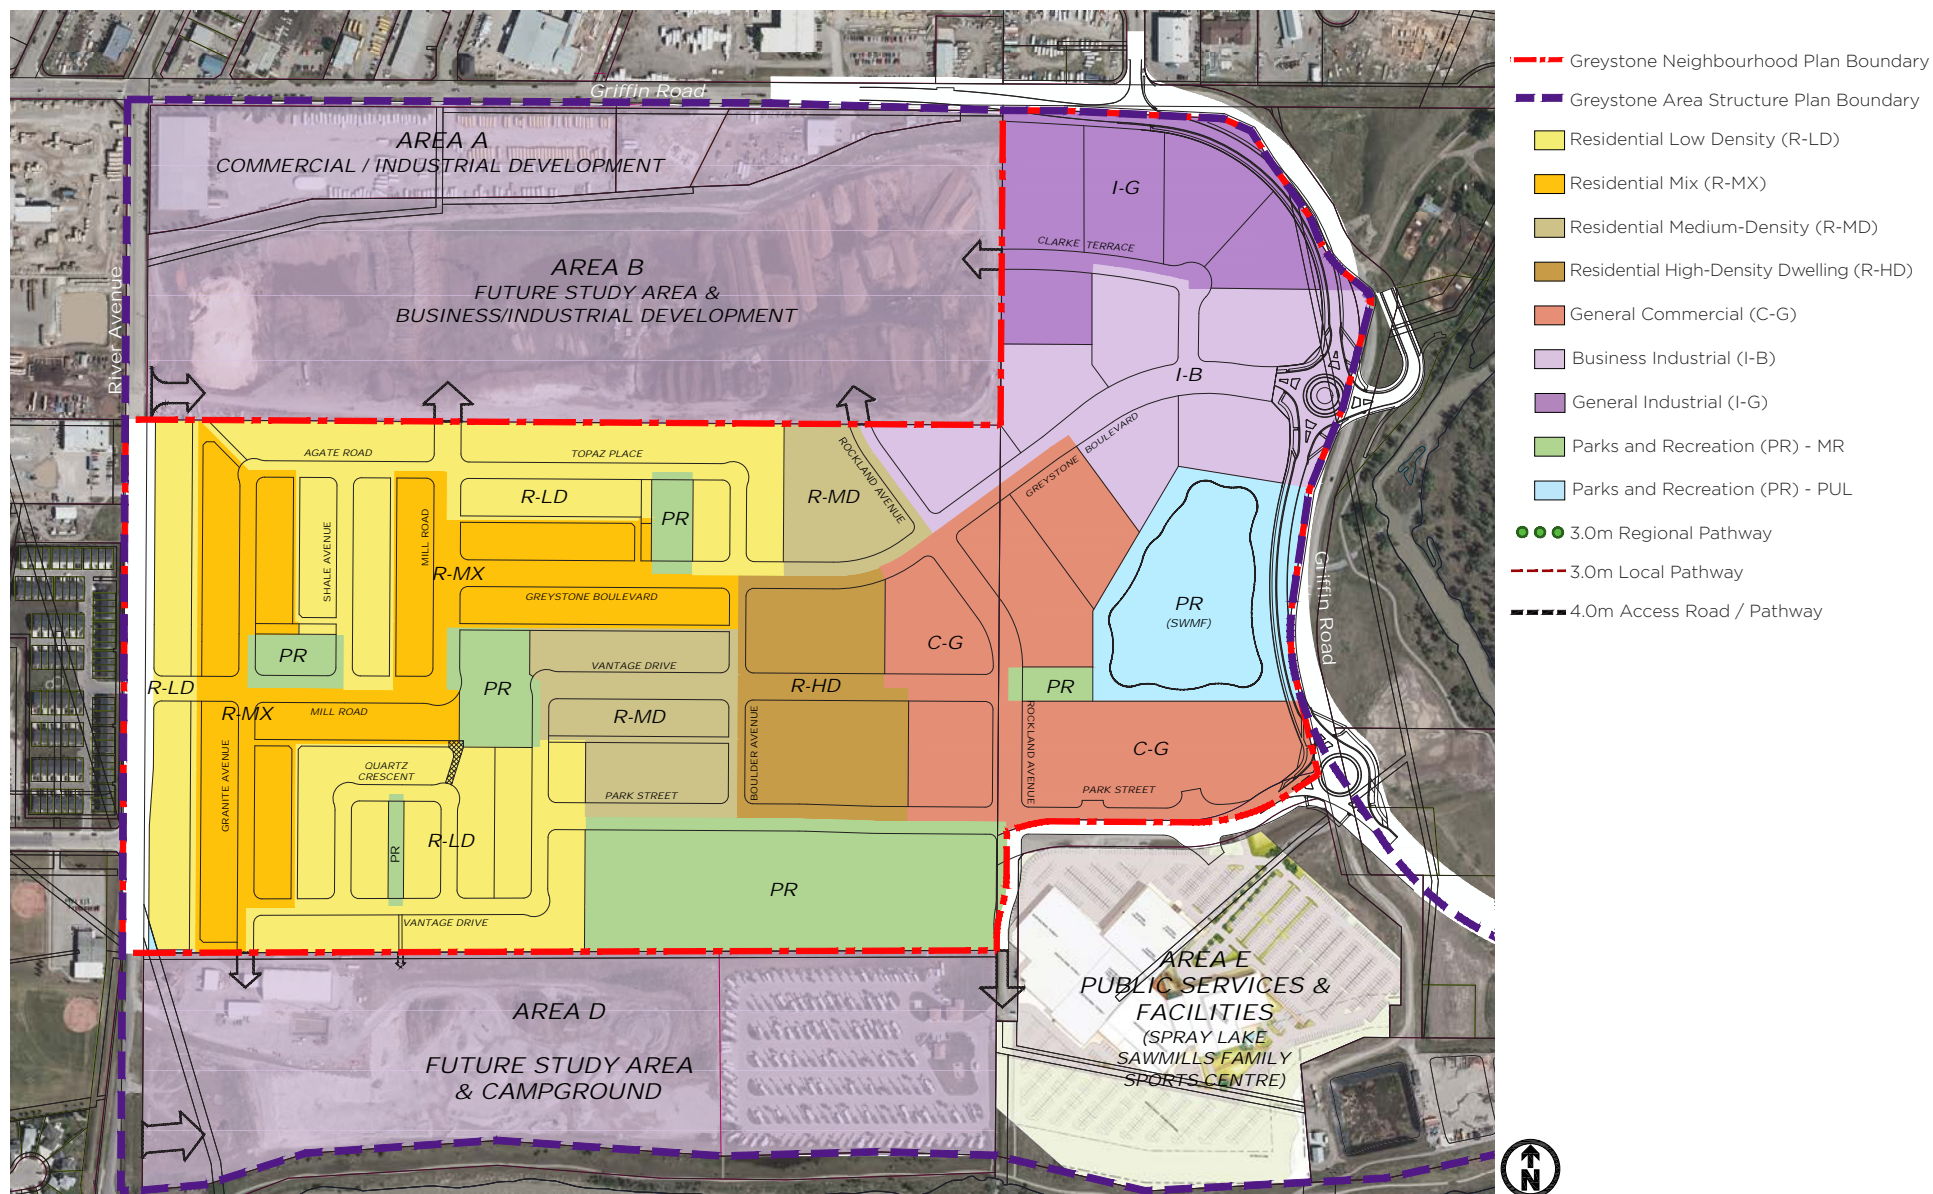 Griffin Road
AREA A
COMMERCIAL / INDUSTRIAL DEVELOPMENT
I-G
CLARKE TERRACE
AREA B
FUTURE STUDY AREA &
BUSINESS/INDUSTRIAL DEVELOPMENT
River Avenue
I-B
GREYSTONE BOULEVARD
AGATE ROAD
TOPAZ PLACE
ROCKLAND AVENUE
R-LD
R-MD
PR
SHALE AVENUE
MILL ROAD
R-MX
GREYSTONE BOULEVARD
PR
(SWMF)
Griffin Road
C-G
PR
VANTAGE DRIVE
R-LD
PR
R-HD
PR
R-MX
MILL ROAD
R-MD
BOULDER AVENUE
ROCKLAND AVENUE
C-G
GRANITE AVENUE
QUARTZ
CRESCENT
PARK STREET
PARK STREET
PR
R-LD
PR
VANTAGE DRIVE
AREA D
FUTURE STUDY AREA
& CAMPGROUND
AREA E
PUBLIC SERVICES &
FACILITIES
(SPRAY LAKE
SAWMILLS FAMILY
SPORTS CENTRE)
Greystone Neighbourhood Plan Boundary
Greystone Area Structure Plan Boundary
Residential Low Density (R-LD)
Residential Mix (R-MX)
Residential Medium-Density (R-MD)
Residential High-Density Dwelling (R-HD)
General Commercial (C-G)
Business Industrial (I-B)
General Industrial (I-G)
Parks and Recreation (PR) - MR
Parks and Recreation (PR) - PUL
3.0m Regional Pathway
3.0m Local Pathway
4.0m Access Road / Pathway
N